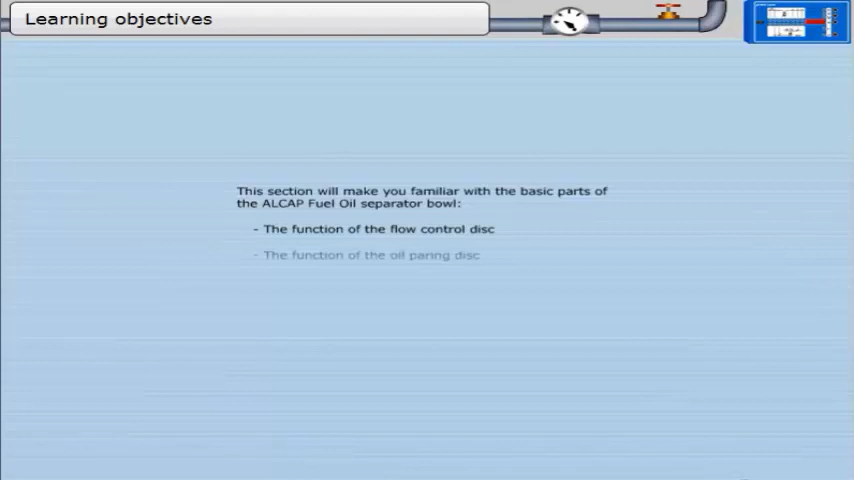 Learning objectives
This section will make you familiar with the basic parts of
the ALCAP Fuel Oil separator bowl:
- The function of the flow control disc
- The function of the oil paring disc